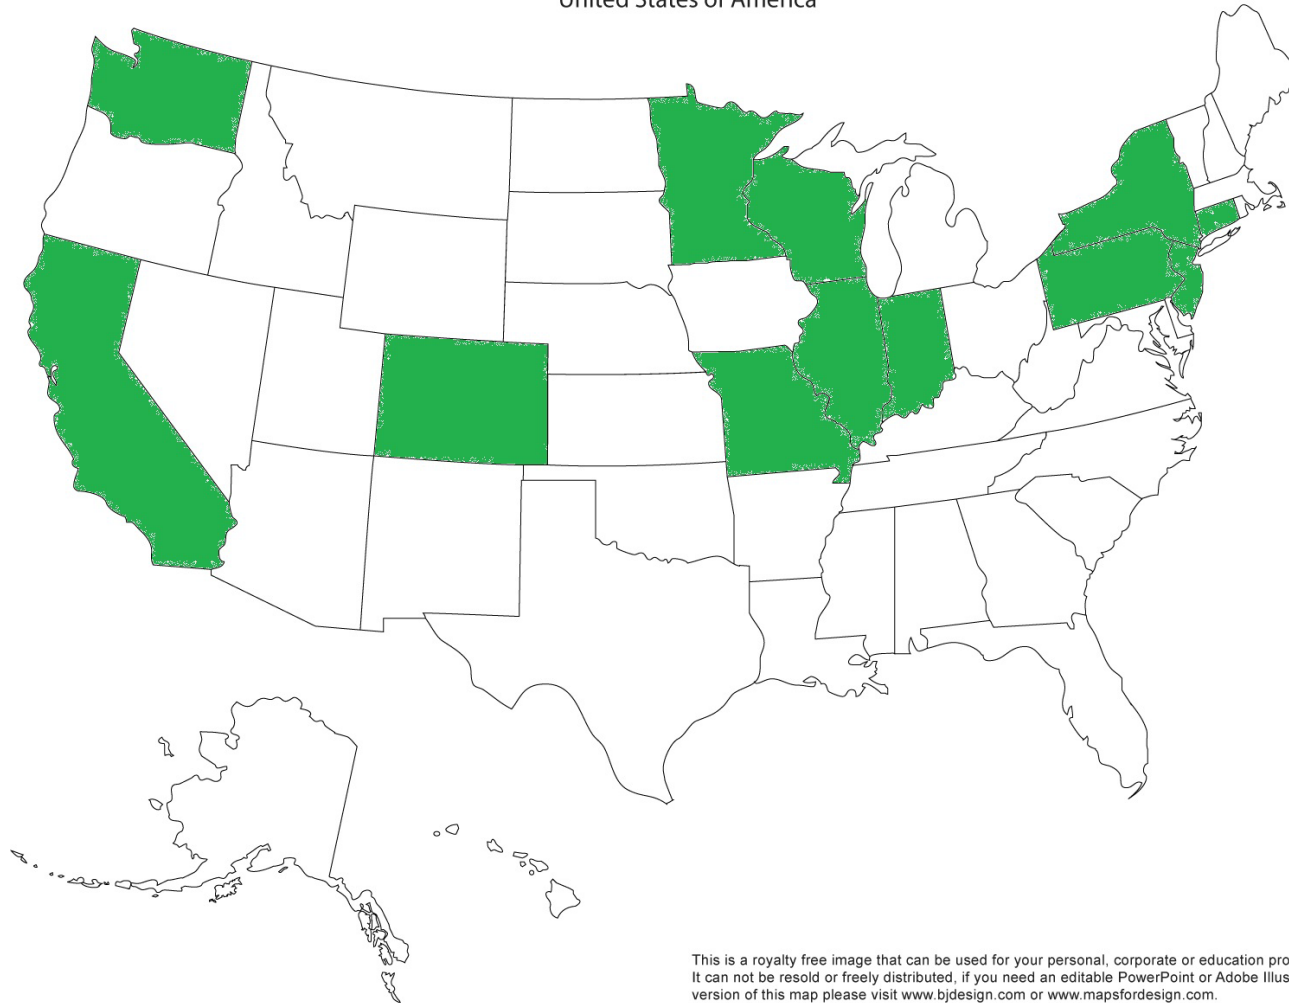 United States of America
This is a royalty free image that can be used for your personal, corporate or education pro
It can not be resold or freely distributed, if you need an editable PowerPoint or Adobe Illus
version of this map please visit www.bjdesign.com or www.mapsfordesign.com.